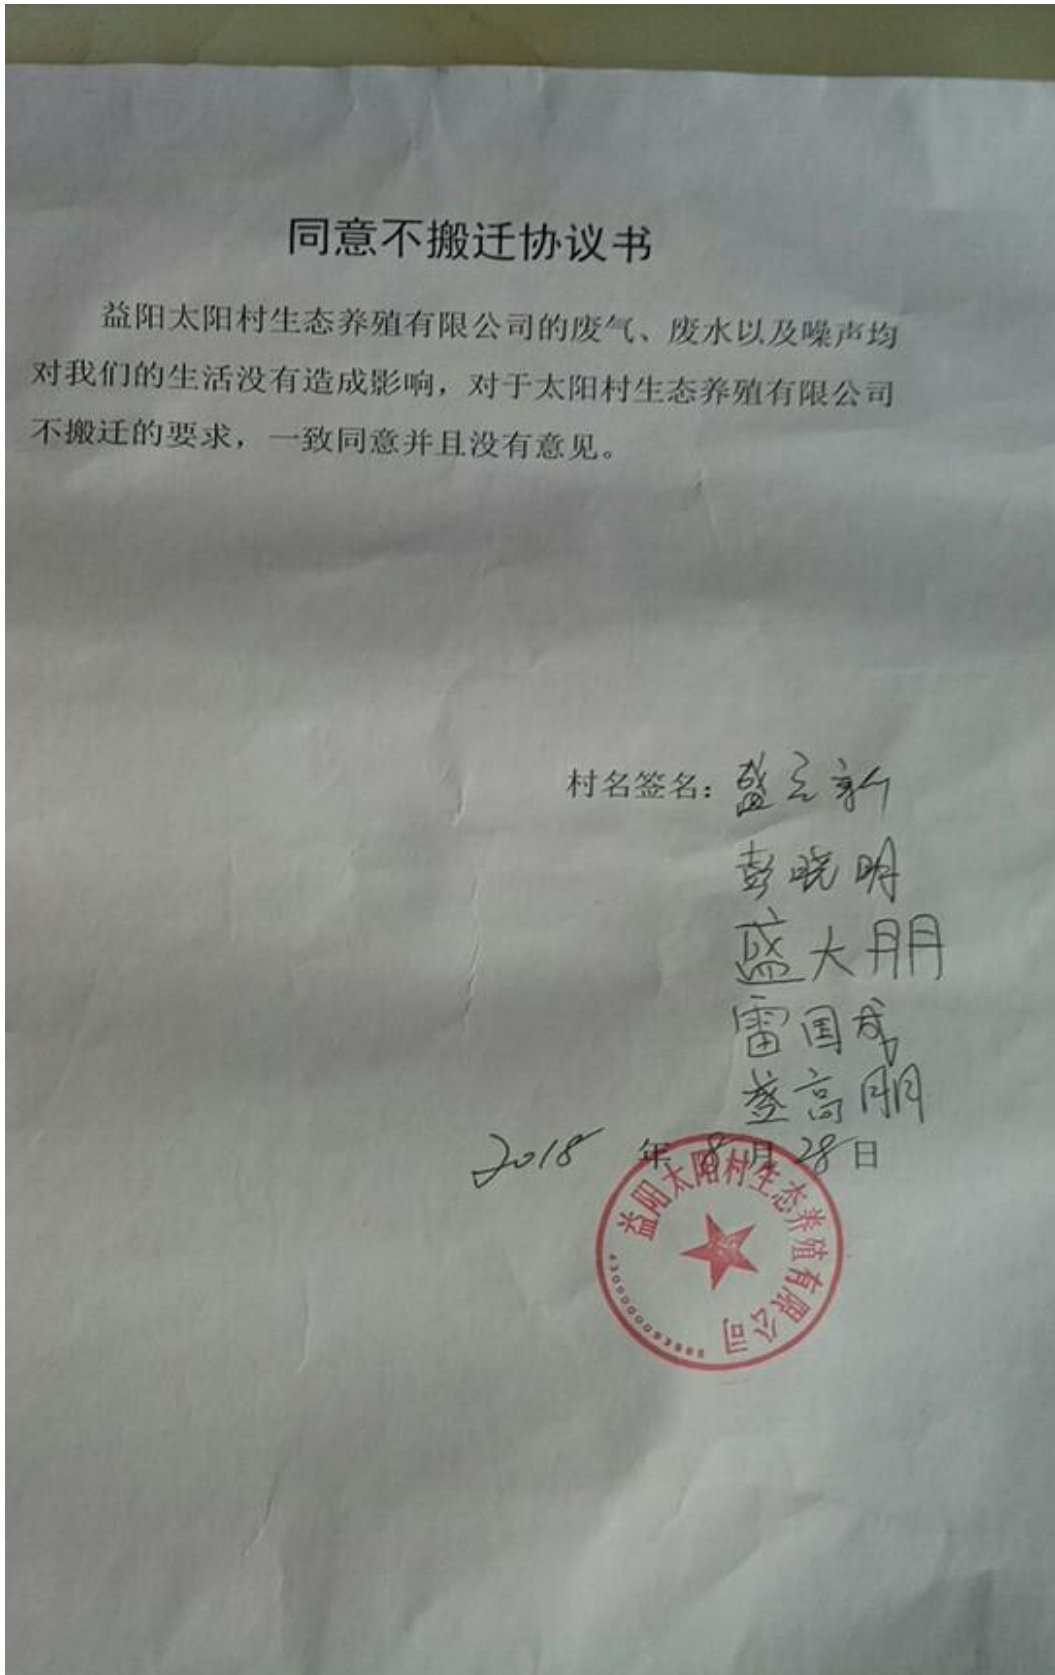 同意不搬迁协议书
益阳太阳村生态养殖有限公司的废气、废水以及噪声均
对我们的生活没有造成影响，对于太阳村生态养殖有限公司
不搬迁的要求，一致同意并且没有意见。
村名签名：盛新
彭晓明
盛大朋
雷国成
高朋
2018 年 8 月 28 日
益阳太阳村生态养殖有限公司